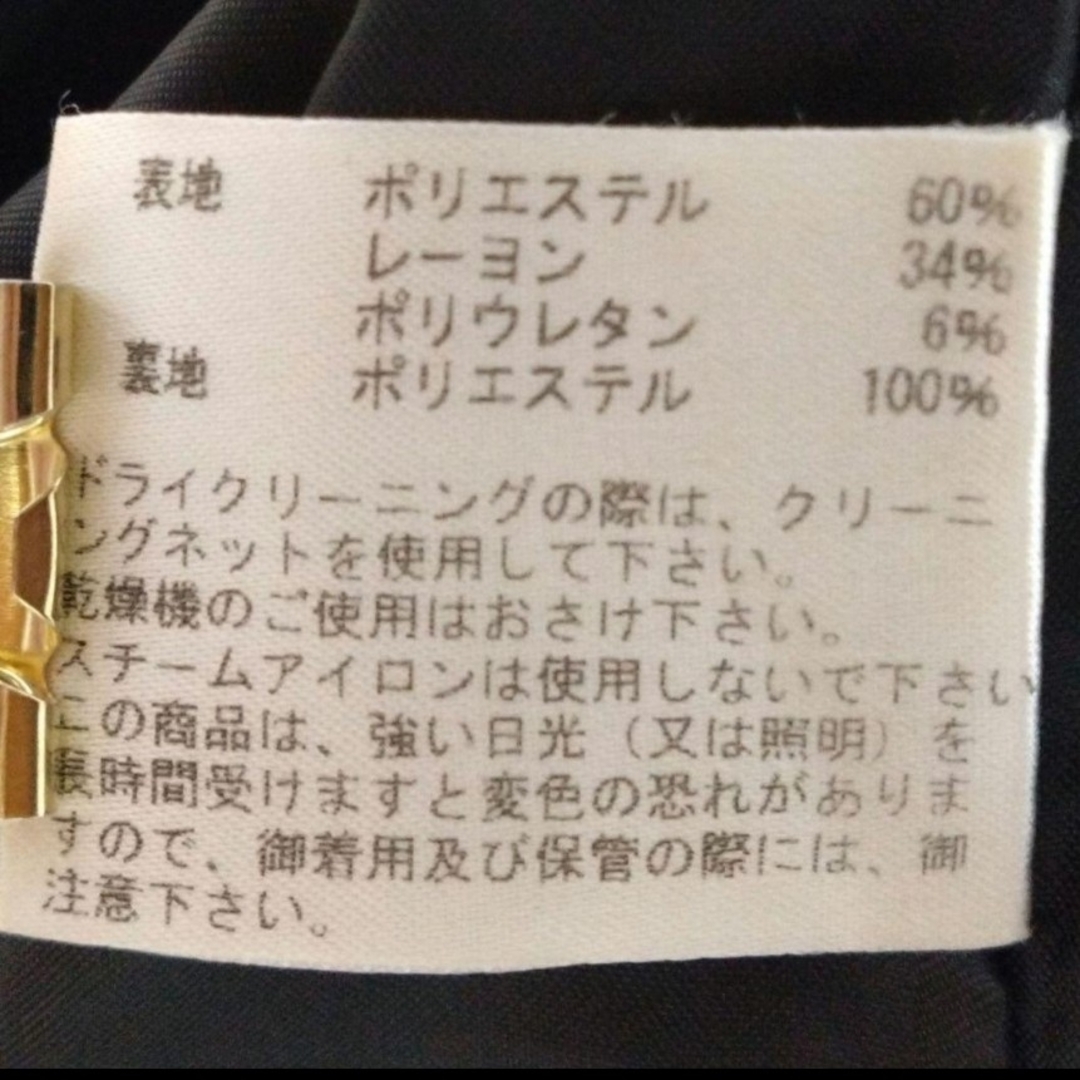 表地 ポリエステル 60%
レーヨン 34%
ポリウレタン 6%
裏地 ポリエステル 100%
ドライクリーニングの際は、クリーニ
ングネットを使用して下さい。
乾燥機のご使用はおさけ下さい。
スチームアイロンは使用しないで下さい
この商品は、強い日光（又は照明）を
長時間受けますと変色の恐れがありま
すので、御着用及び保管の際には、御
注意下さい。